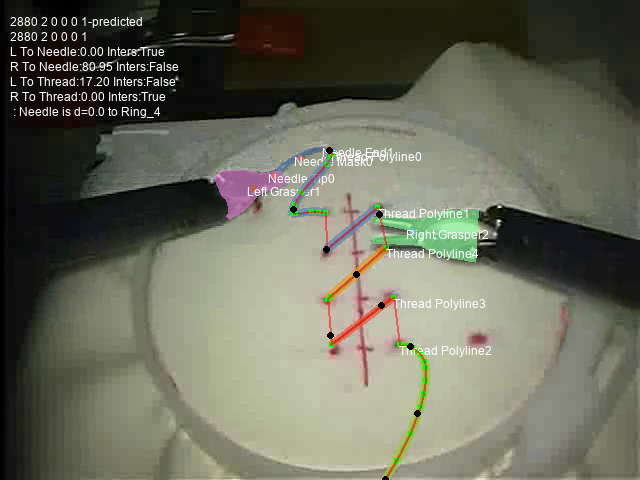 2880 2 0 0 0 1-predicted
2880 2 0 0 0 1
L To Needle:0.00 Inters:True
R To Needle:80.95 Inters:False
L To Thread:17.20 Inters:False
R To Thread:0.00 Inters:True
: Needle is d=0.0 to Ring_4
Needle End1
Thread Polyline0
Needle Mask0
Needle Tip0
Left Grasper1
Thread Polyline1
Right Grasper2
Thread Polyline4
Thread Polyline3
Thread Polyline2